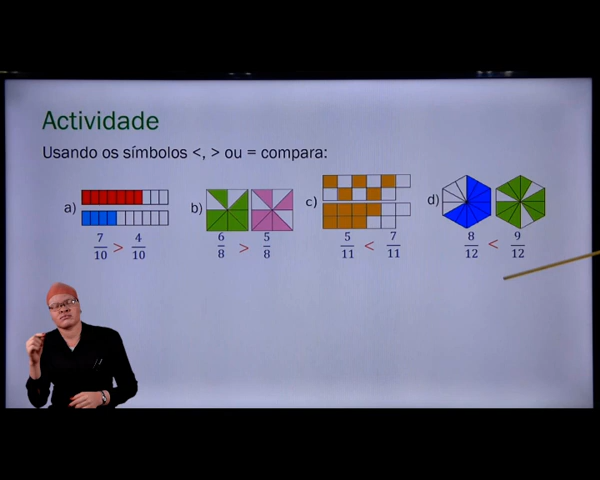 Actividade
Usando os símbolos <, > ou = compara:
a) 7/10 > 4/10
b) 6/8 > 5/8
c) 5/11 < 7/11
d) 8/12 < 9/12